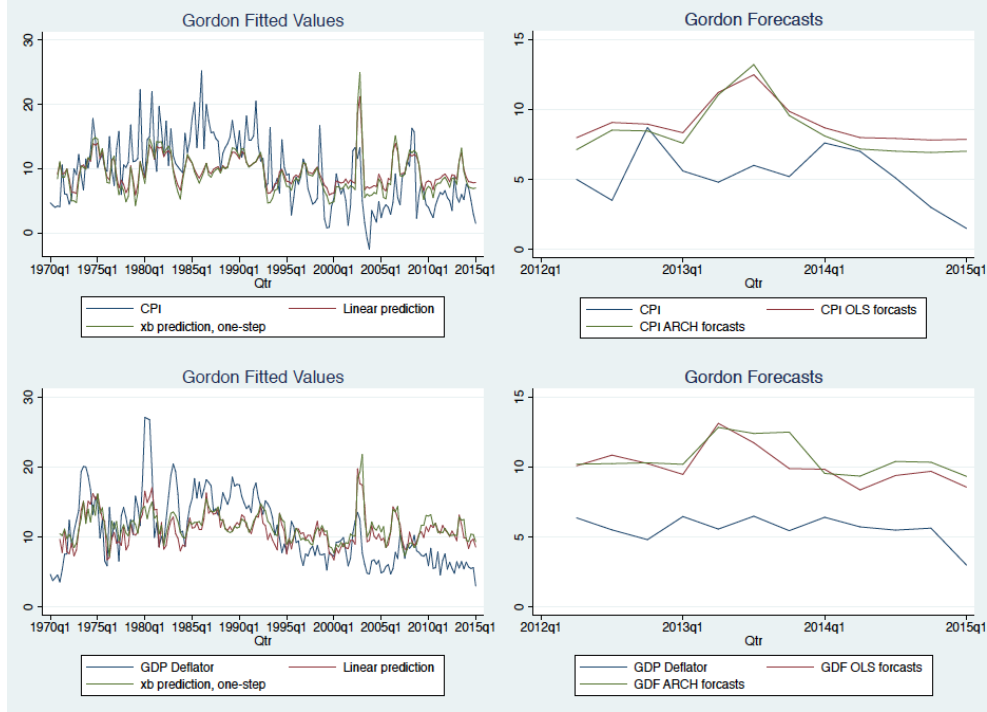 Gordon Fitted Values
30
20
10
0
1970q1 1975q1 1980q1 1985q1 1990q1 1995q1 2000q1 2005q1 2010q1 2015q1
Qtr
CPI
Linear prediction
xb prediction, one-step
Gordon Forecasts
15
10
5
0
2012q1 2013q1 2014q1 2015q1
Qtr
CPI
CPI OLS forcasts
CPI ARCH forcasts
Gordon Fitted Values
30
20
10
0
1970q1 1975q1 1980q1 1985q1 1990q1 1995q1 2000q1 2005q1 2010q1 2015q1
Qtr
GDP Deflator
Linear prediction
xb prediction, one-step
Gordon Forecasts
15
10
5
0
2012q1 2013q1 2014q1 2015q1
Qtr
GDP Deflator
GDF OLS forcasts
GDF ARCH forcasts